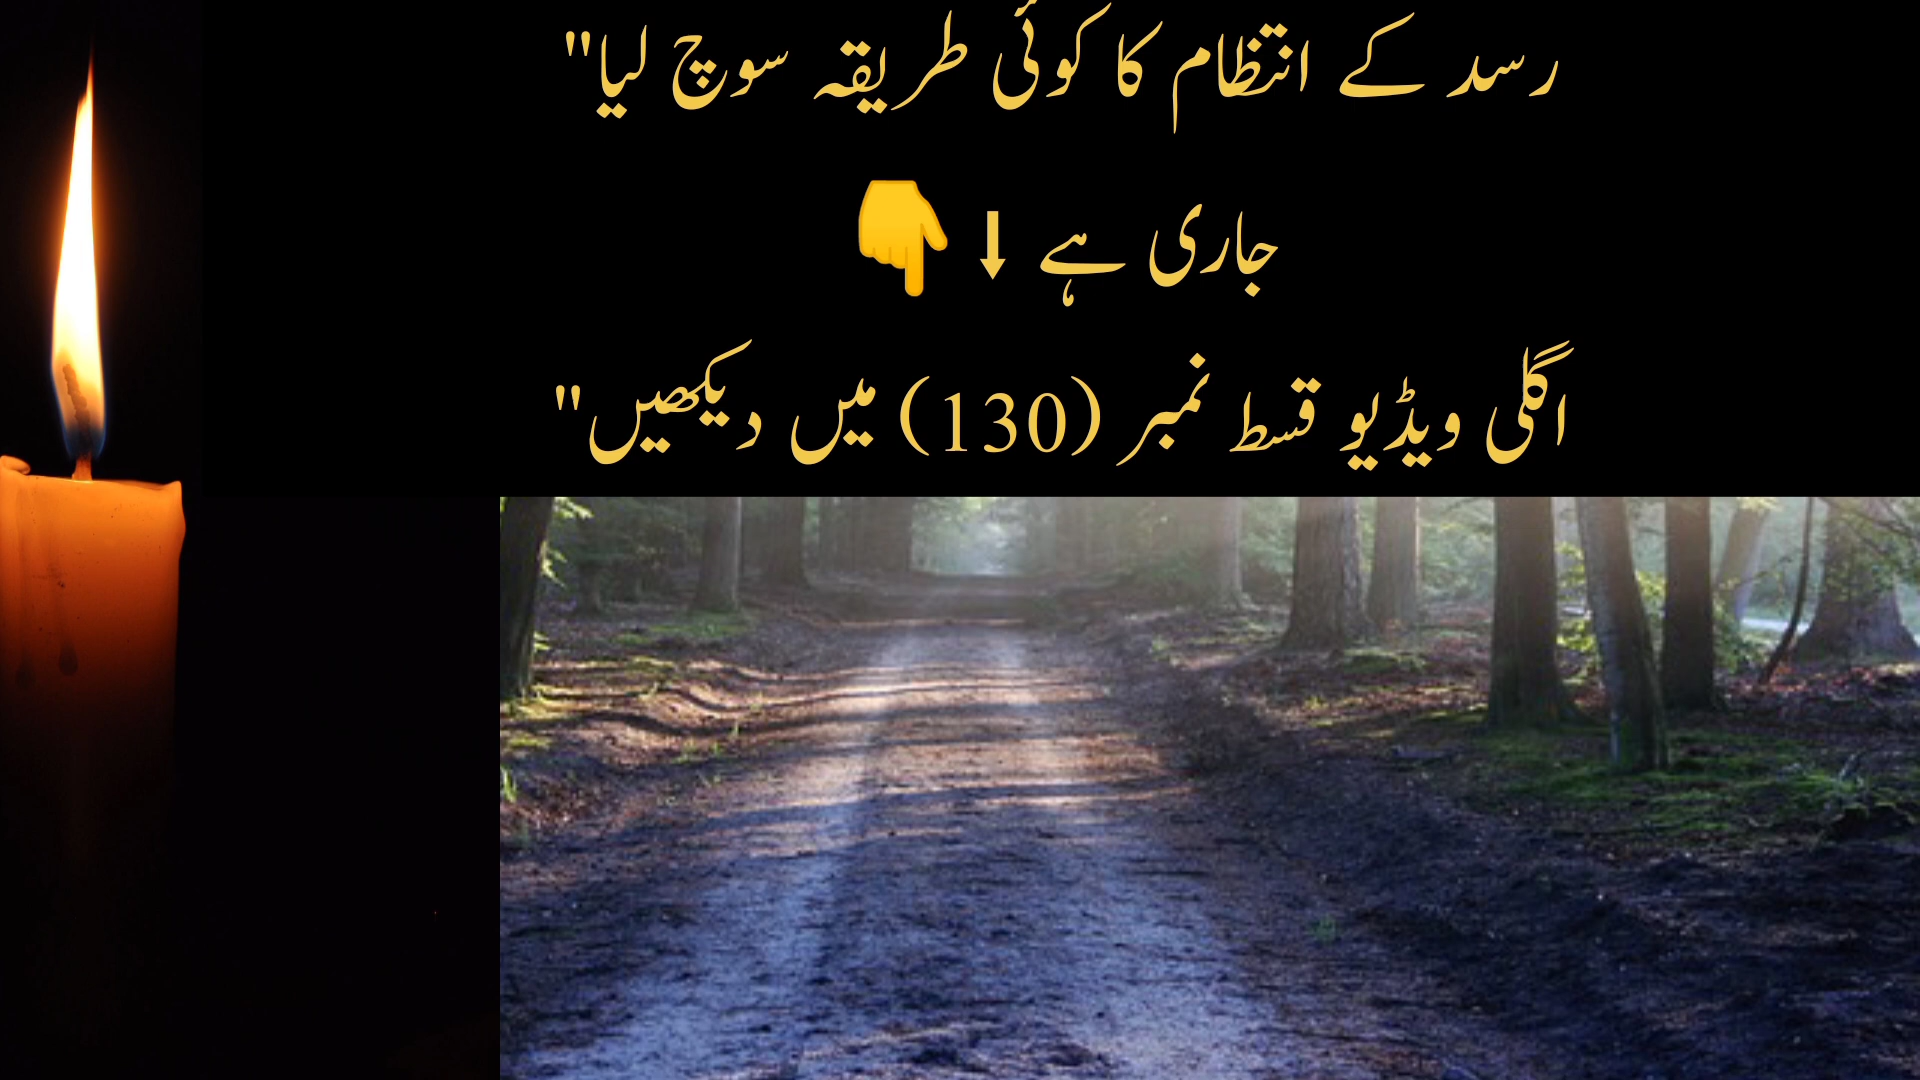 رسد کے انتظام کا کوئی طریقہ سوچ لیا"
جاری ہے ⬇ 👇
اگلی ویڈیو قسط نمبر (130) میں دیکھیں"